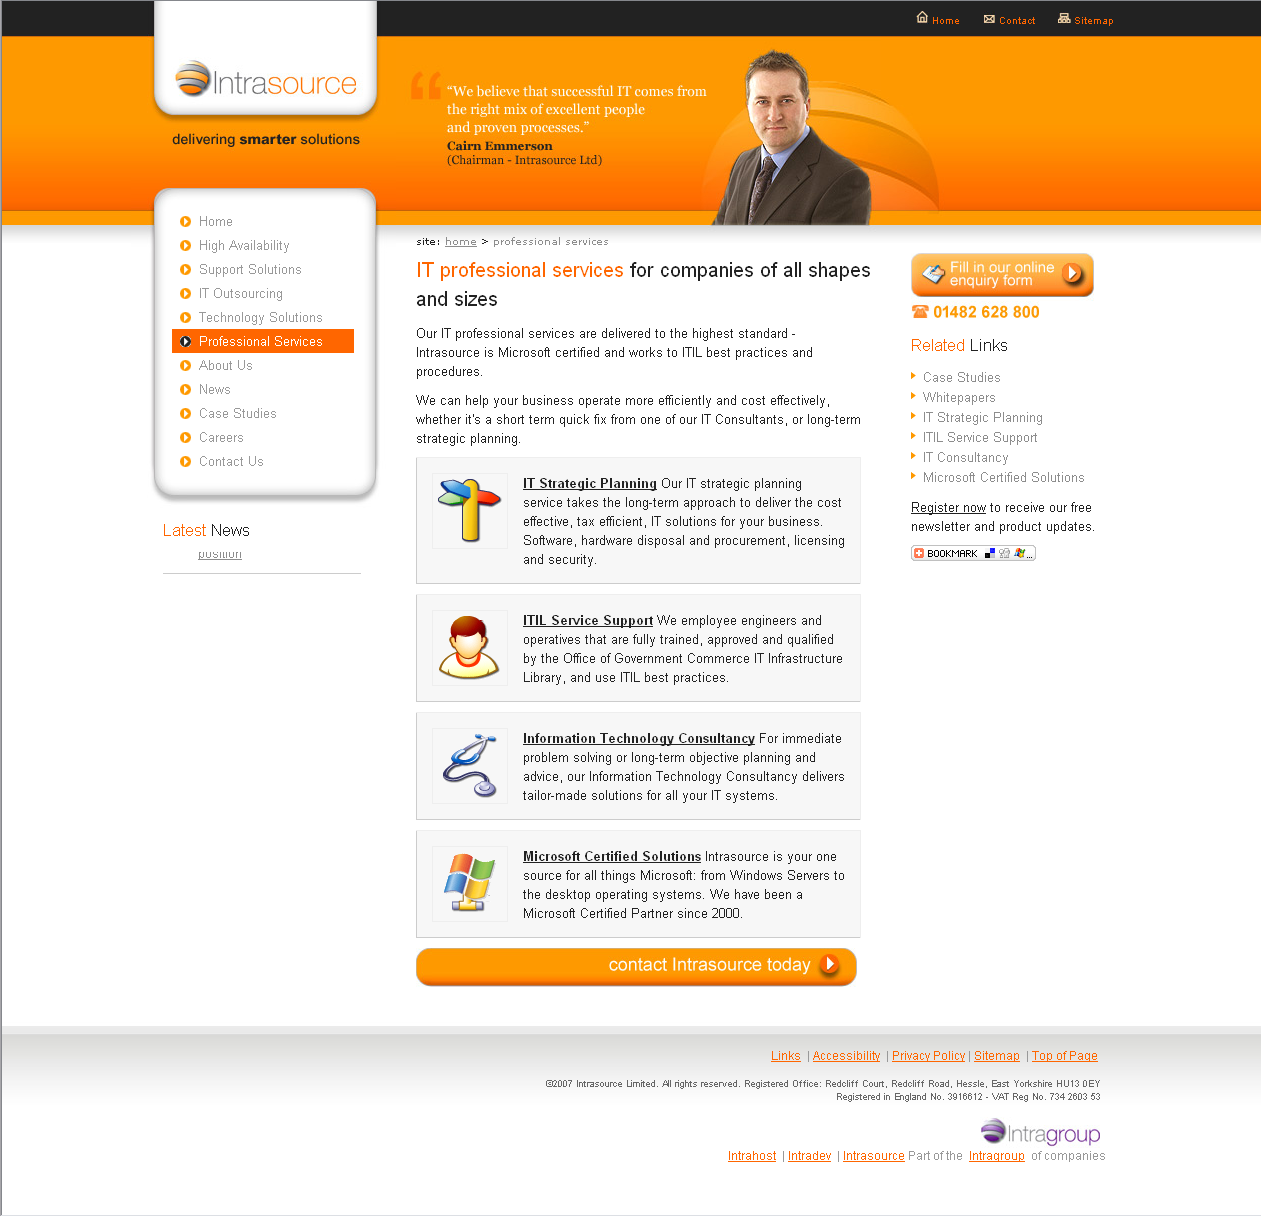 Home
Contact
Sitemap
Intrasource
delivering smarter solutions
“We believe that successful IT comes from
the right mix of excellent people
and proven processes.”
Cairn Emmerson
(Chairman - Intrasource Ltd)
Home
High Availability
Support Solutions
IT Outsourcing
Technology Solutions
Professional Services
About Us
News
Case Studies
Careers
Contact Us
Latest News
position
site: home > professional services
IT professional services for companies of all shapes
and sizes
Our IT professional services are delivered to the highest standard -
Intrasource is Microsoft certified and works to ITIL best practices and
procedures.
We can help your business operate more efficiently and cost effectively,
whether it's a short term quick fix from one of our IT Consultants, or long-term
strategic planning.
IT Strategic Planning Our IT strategic planning
service takes the long-term approach to deliver the cost
effective, tax efficient, IT solutions for your business.
Software, hardware disposal and procurement, licensing
and security.
ITIL Service Support We employee engineers and
operatives that are fully trained, approved and qualified
by the Office of Government Commerce IT Infrastructure
Library, and use ITIL best practices.
Information Technology Consultancy For immediate
problem solving or long-term objective planning and
advice, our Information Technology Consultancy delivers
tailor-made solutions for all your IT systems.
Microsoft Certified Solutions Intrasource is your one
source for all things Microsoft: from Windows Servers to
the desktop operating systems. We have been a
Microsoft Certified Partner since 2000.
contact Intrasource today
Fill in our online
enquiry form
01482 628 800
Related Links
Case Studies
Whitepapers
IT Strategic Planning
ITIL Service Support
IT Consultancy
Microsoft Certified Solutions
Register now to receive our free
newsletter and product updates.
BOOKMARK
Links | Accessibility | Privacy Policy | Sitemap | Top of Page
©2007 Intrasource Limited. All rights reserved. Registered Office: Redcliff Court, Redcliff Road, Hessle, East Yorkshire HU13 0EY
Registered in England No. 3916612 - VAT Reg No. 734 2603 53
Intragroup
Intrahost | Intradev | Intrasource Part of the Intragroup of companies